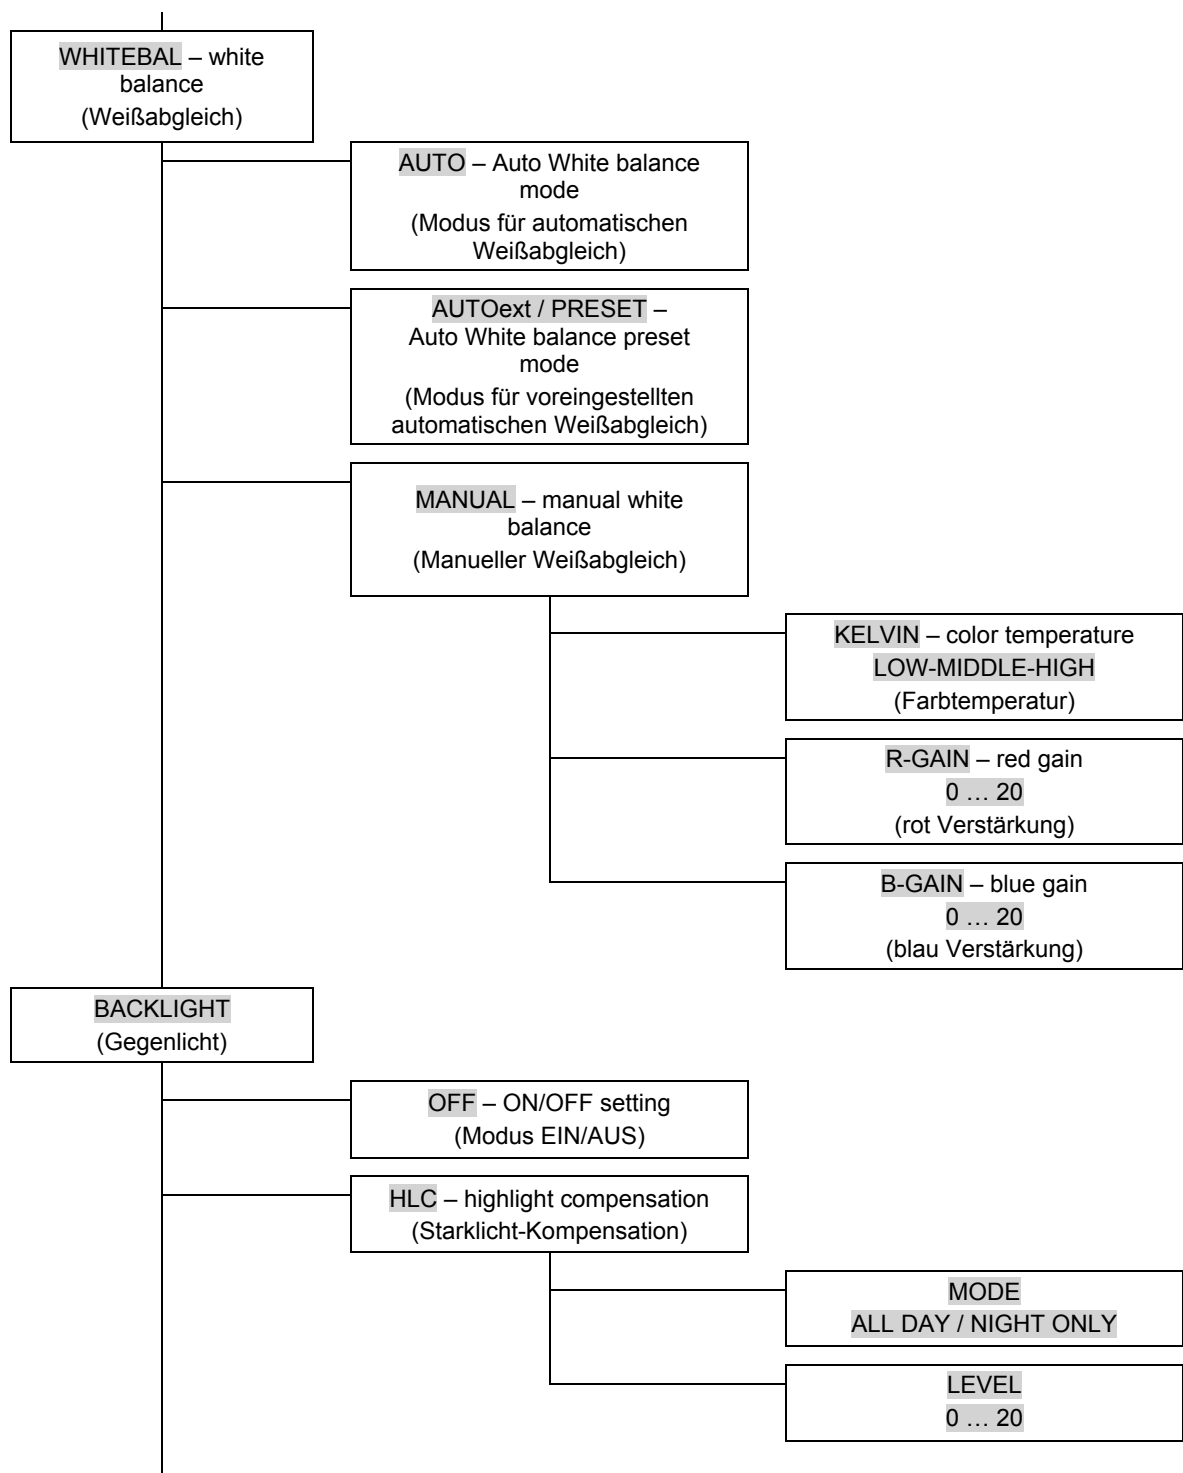 WHITEBAL – white
balance
(Weißabgleich)
AUTO – Auto White balance
mode
(Modus für automatischen
Weißabgleich)
AUTOext / PRESET –
Auto White balance preset
mode
(Modus für voreingestellten
automatischen Weißabgleich)
MANUAL – manual white
balance
(Manueller Weißabgleich)
KELVIN – color temperature
LOW-MIDDLE-HIGH
(Farbtemperatur)
R-GAIN – red gain
0 … 20
(rot Verstärkung)
B-GAIN – blue gain
0 … 20
(blau Verstärkung)
BACKLIGHT
(Gegenlicht)
OFF – ON/OFF setting
(Modus EIN/AUS)
HLC – highlight compensation
(Starklicht-Kompensation)
MODE
ALL DAY / NIGHT ONLY
LEVEL
0 … 20